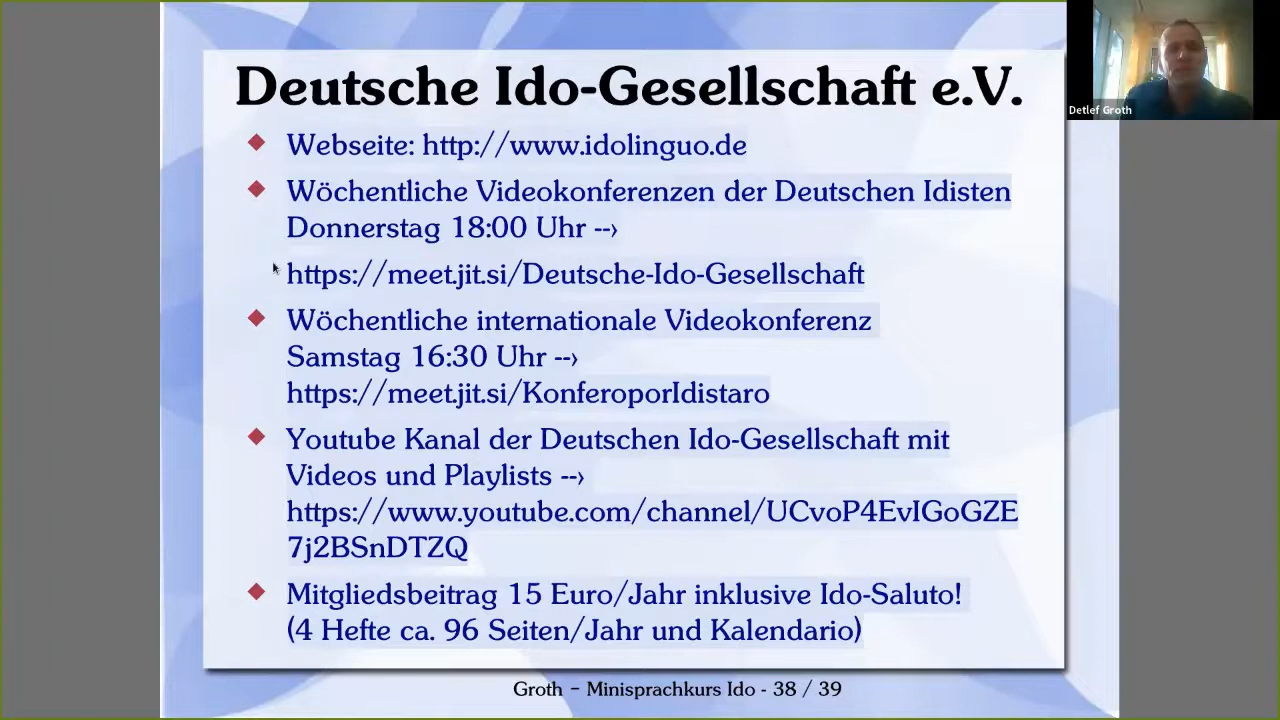 Deutsche Ido-Gesellschaft e.V.
Detlef Groth
Webseite: http://www.idolinguo.de
Wöchentliche Videokonferenzen der Deutschen Idisten
Donnerstag 18:00 Uhr --›
https://meet.jit.si/Deutsche-Ido-Gesellschaft
Wöchentliche internationale Videokonferenz
Samstag 16:30 Uhr --›
https://meet.jit.si/KonferoporIdistaro
Youtube Kanal der Deutschen Ido-Gesellschaft mit
Videos und Playlists --›
https://www.youtube.com/channel/UCvoP4EvIGoGZE
7j2BSnDTZQ
Mitgliedsbeitrag 15 Euro/Jahr inklusive Ido-Saluto!
(4 Hefte ca. 96 Seiten/Jahr und Kalendario)
Groth – Minisprachkurs Ido - 38 / 39